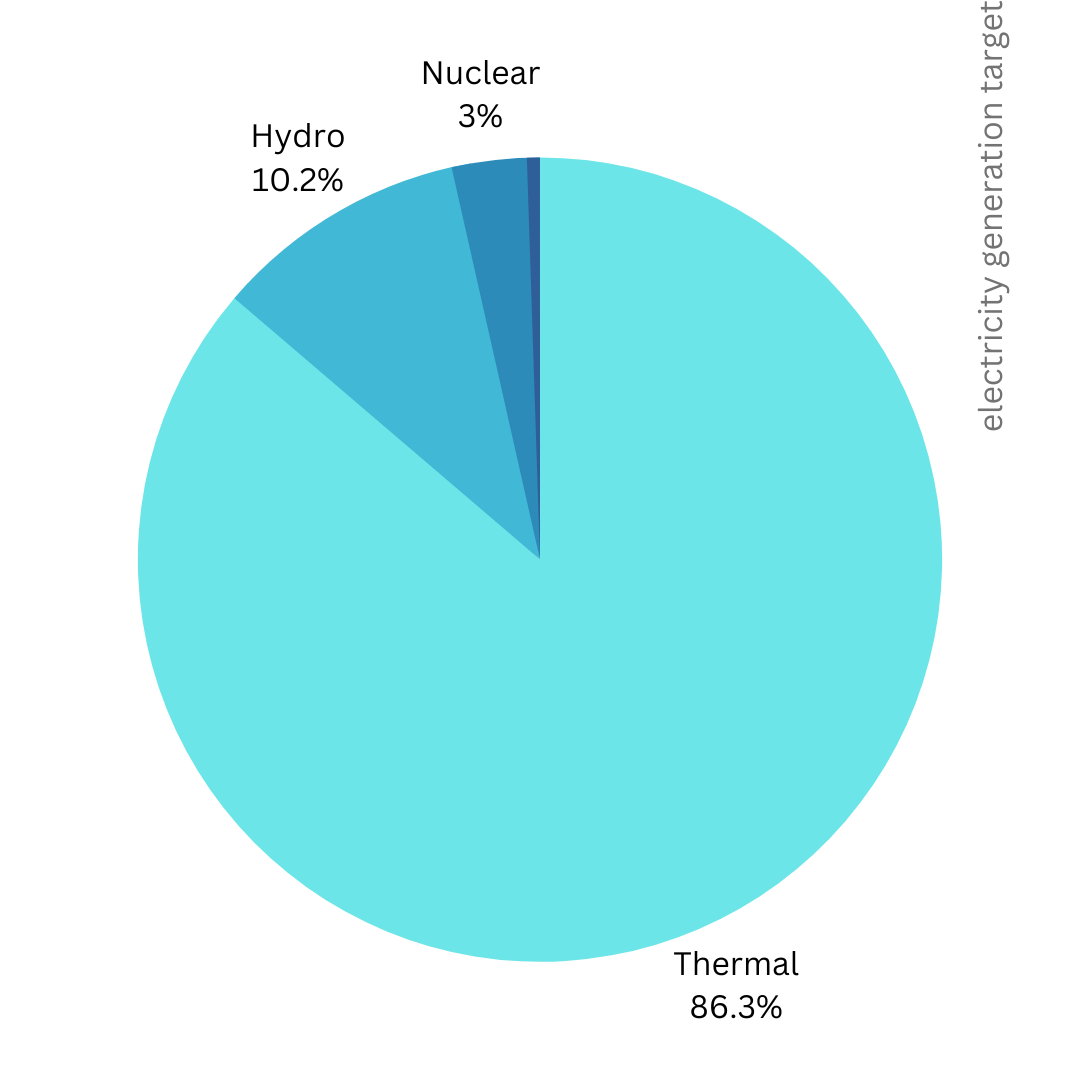 Nuclear
3%
Hydro
10.2%
electricity generation target
Thermal
86.3%